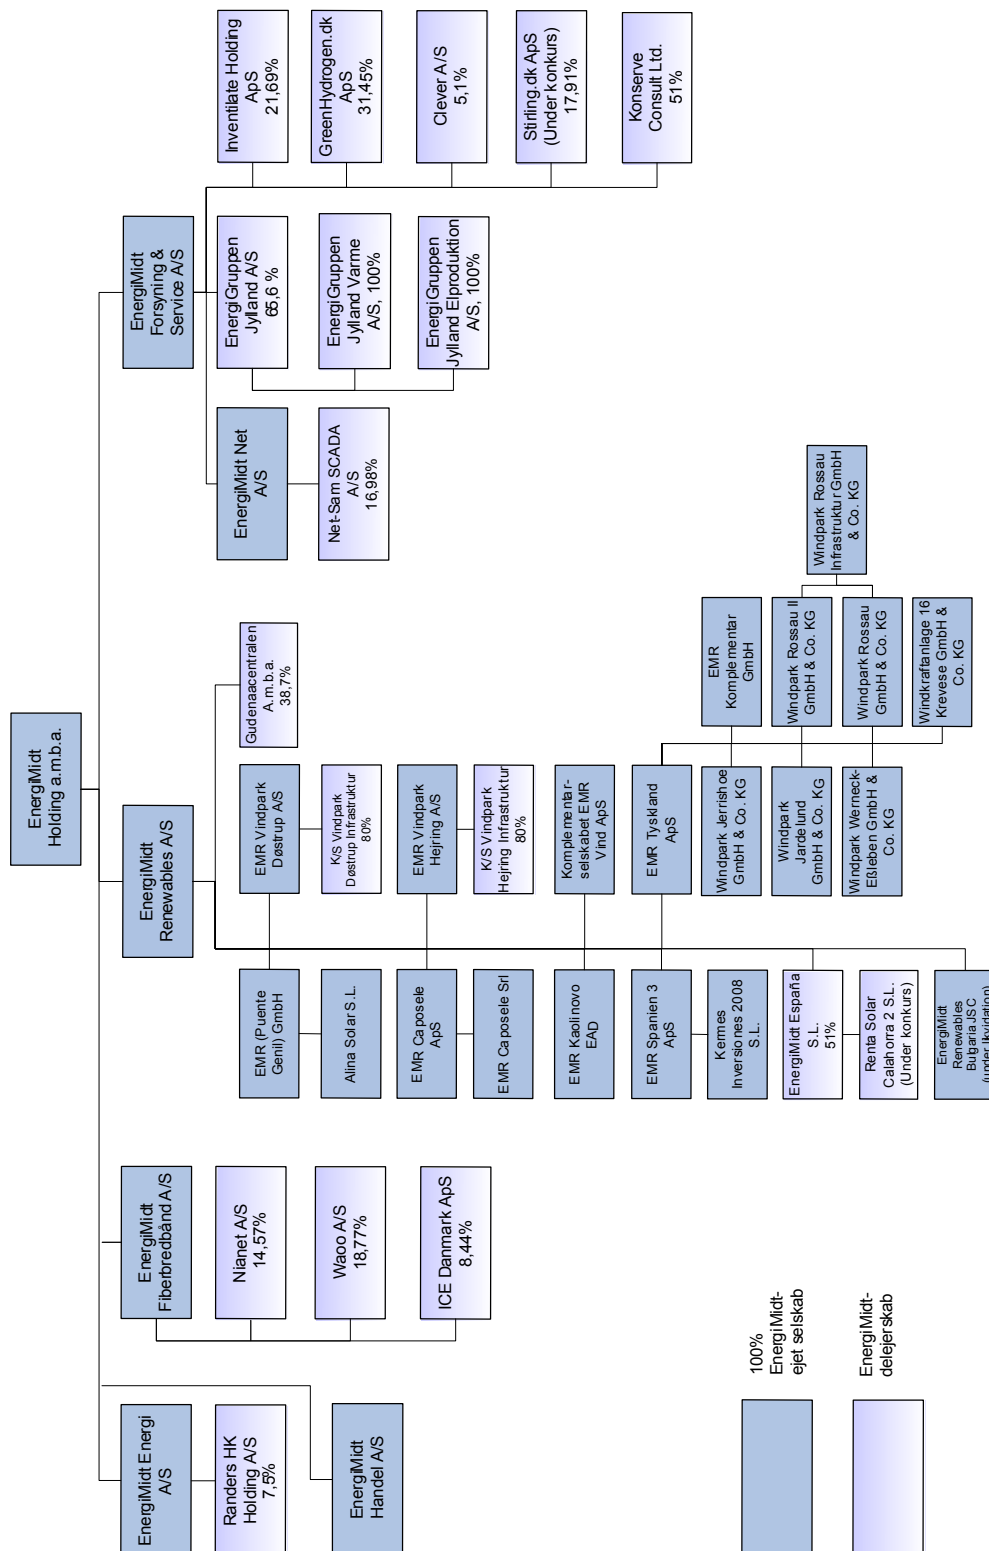 EnergiMidt
Holding a.m.b.a.
EnergiMidt Energi
A/S
Randers HK
Holding A/S
7,5%
EnergiMidt
Handel A/S
EnergiMidt
Fiberbredbånd A/S
Nianet A/S
14,57%
Waoo A/S
18,77%
ICE Danmark ApS
8,44%
EnergiMidt
Renewables A/S
EMR (Puente
Genil) GmbH
Alina Solar S.L.
EMR Caposele
ApS
EMR Caposele Srl
EMR Kaolinovo
EAD
EMR Spanien 3
ApS
Kermes
Inversiones 2008
S.L.
EnergiMidt España
S.L.
51%
Renta Solar
Calahorra 2 S.L.
(Under konkurs)
EnergiMidt
Renewables
Bulgaria JSC
(under likvidation)
EMR Vindpark
Døstrup A/S
K/S Vindpark
Døstrup Infrastruktur
80%
EMR Vindpark
Hejring A/S
K/S Vindpark
Hejring Infrastruktur
80%
Komplementar-
selskabet EMR
Vind ApS
EMR Tyskland
ApS
Windpark Jerrishoe
GmbH & Co. KG
Windpark
Jardelund
GmbH & Co. KG
Windpark Werneck-
Eßleben GmbH &
Co. KG
Gudenaacentralen
A.m.b.a.
38,7%
EMR
Komplementar
GmbH
Windpark Rossau II
GmbH & Co. KG
Windpark Rossau
GmbH & Co. KG
Windkraftanlage 16
Krevese GmbH &
Co. KG
Windpark Rossau
Infrastruktur GmbH
& Co. KG
EnergiMidt
Forsyning &
Service A/S
EnergiMidt Net
A/S
Net-Sam SCADA
A/S
16,98%
EnergiGruppen
Jylland A/S
65,6 %
EnergiGruppen
Jylland Varme
A/S, 100%
EnergiGruppen
Jylland Elproduktion
A/S, 100%
Inventilate Holding
ApS
21,69%
GreenHydrogen.dk
ApS
31,45%
Clever A/S
5,1%
Stirling.dk ApS
(Under konkurs)
17,91%
Konserve
Consult Ltd.
51%
100%
EnergiMidt-
ejet selskab
EnergiMidt-
delejerskab